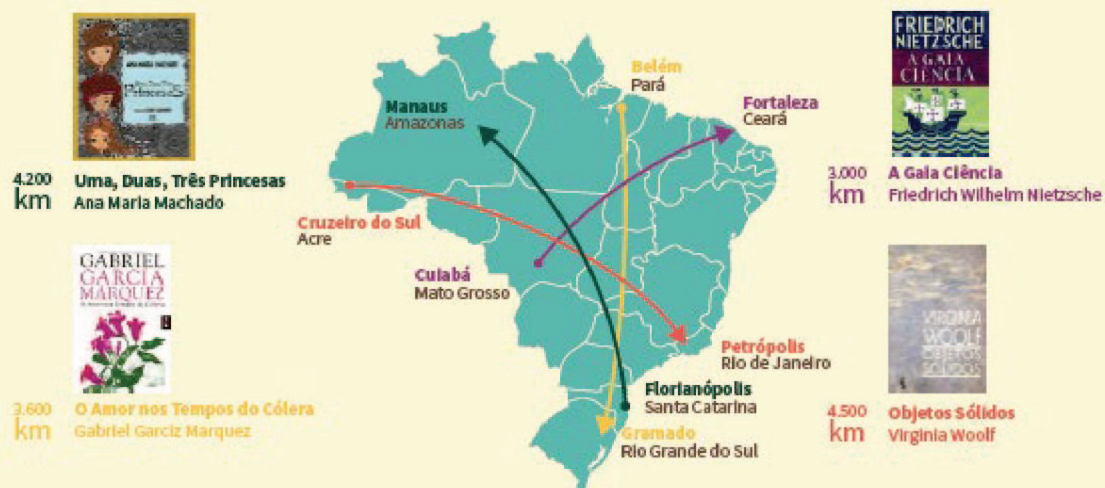 FRIEDRICH
NIETZSCHE
A GAIA
CIÊNCIA
Belém
Pará
Manaus
Amazonas
Fortaleza
Ceará
4.200
km
Uma, Duas, Três Princesas
Ana Maria Machado
3.000
km
A Gaia Ciência
Friedrich Wilhelm Nietzsche
Cruzeiro do Sul
Acre
Cuiabá
Mato Grosso
GABRIEL
GARCIA
MARQUEZ
VIRGINIA
WOOLF
OBJETOS
SÓLIDOS
Petrópolis
Rio de Janeiro
Florianópolis
Santa Catarina
3.600
km
O Amor nos Tempos do Cólera
Gabriel Garciz Marquez
Gramado
Rio Grande do Sul
4.500
km
Objetos Sólidos
Virginia Woolf